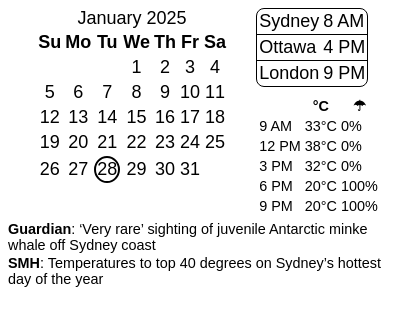 January 2025
Su Mo Tu We Th Fr Sa
1 2 3 4
5 6 7 8 9 10 11
12 13 14 15 16 17 18
19 20 21 22 23 24 25
26 27 28 29 30 31
Sydney 8 AM
Ottawa 4 PM
London 9 PM
°C ☂
9 AM 33°C 0%
12 PM 38°C 0%
3 PM 32°C 0%
6 PM 20°C 100%
9 PM 20°C 100%
Guardian: ‘Very rare’ sighting of juvenile Antarctic minke
whale off Sydney coast
SMH: Temperatures to top 40 degrees on Sydney’s hottest
day of the year